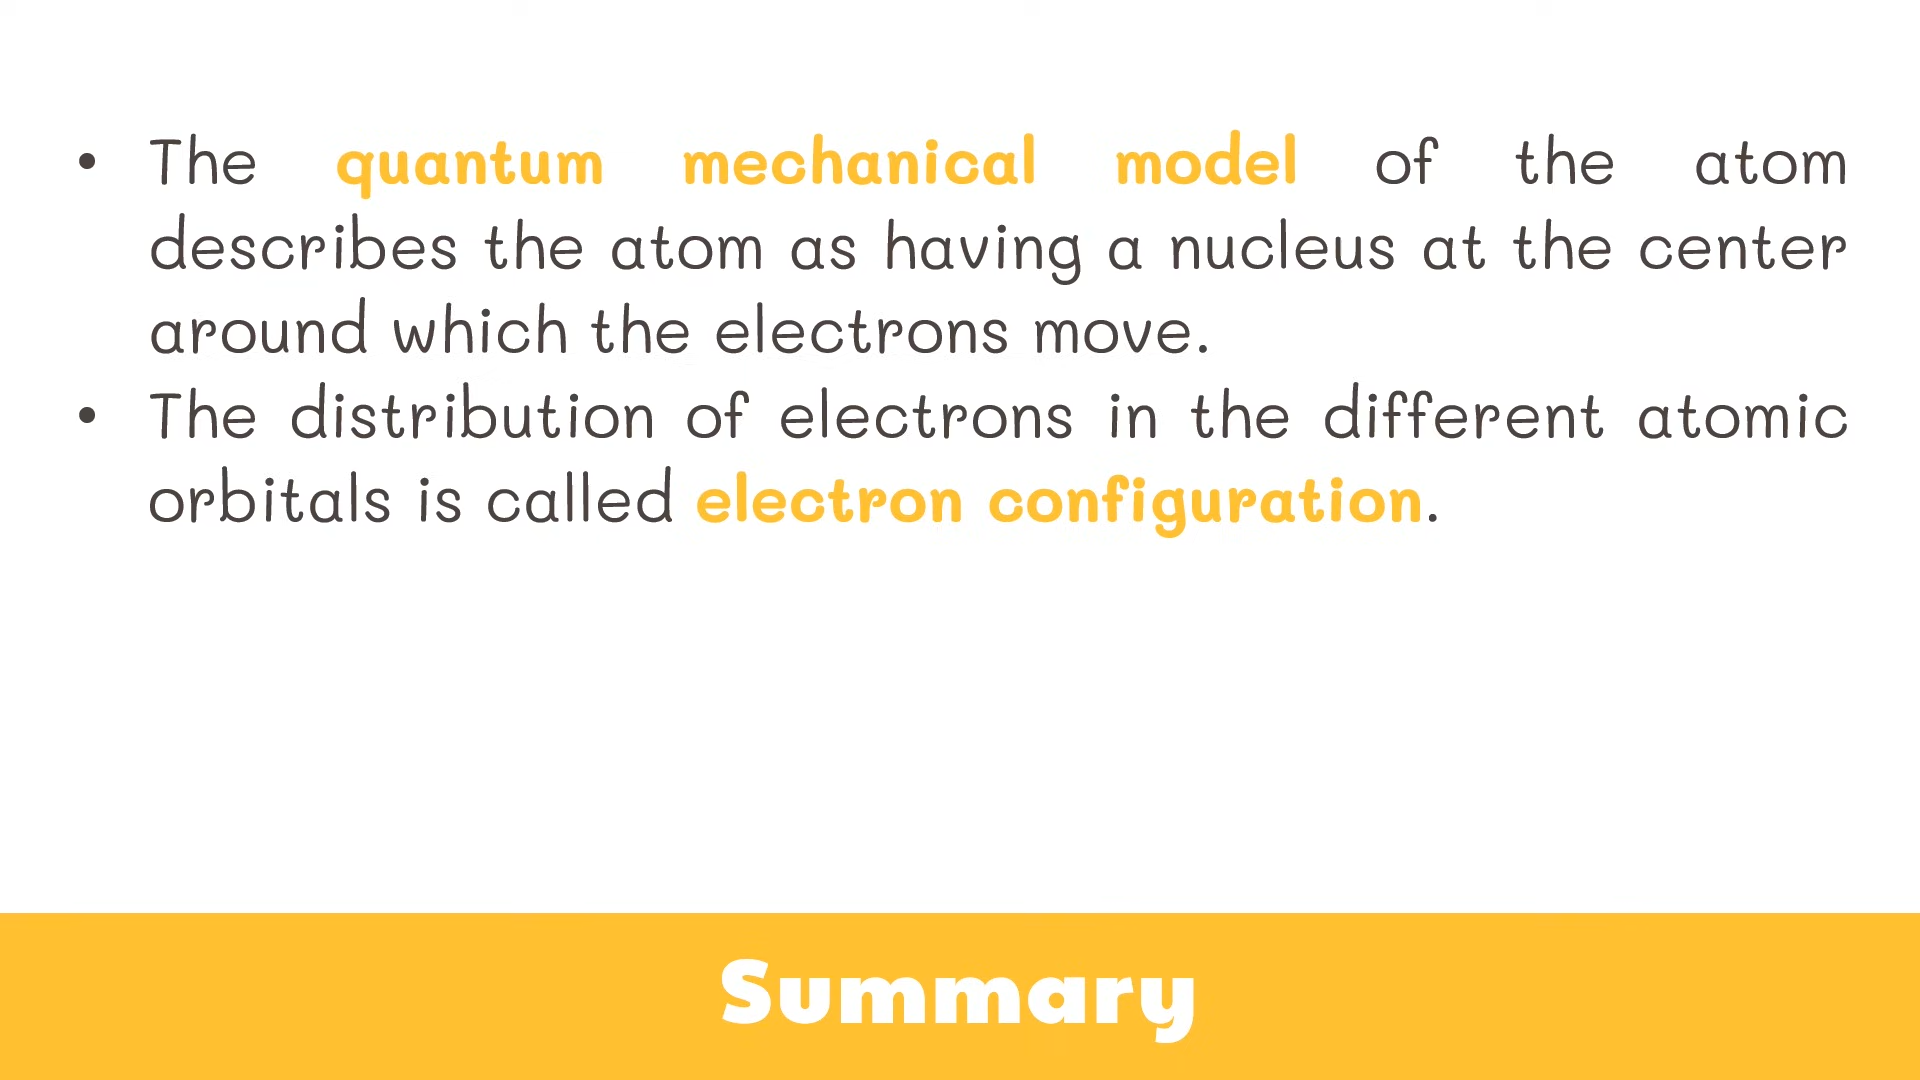 • The quantum mechanical model of the atom
describes the atom as having a nucleus at the center
around which the electrons move.
• The distribution of electrons in the different atomic
orbitals is called electron configuration.
Summary